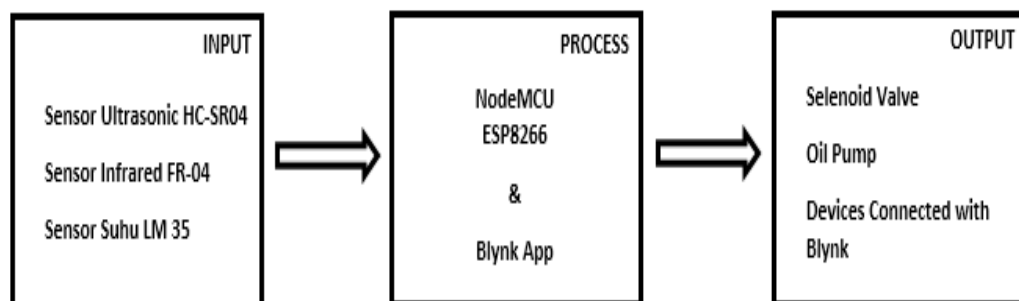 INPUT
Sensor Ultrasonic HC-SR04
Sensor Infrared FR-04
Sensor Suhu LM 35
PROCESS
NodeMCU
ESP8266
&
Blynk App
OUTPUT
Selenoid Valve
Oil Pump
Devices Connected with
Blynk